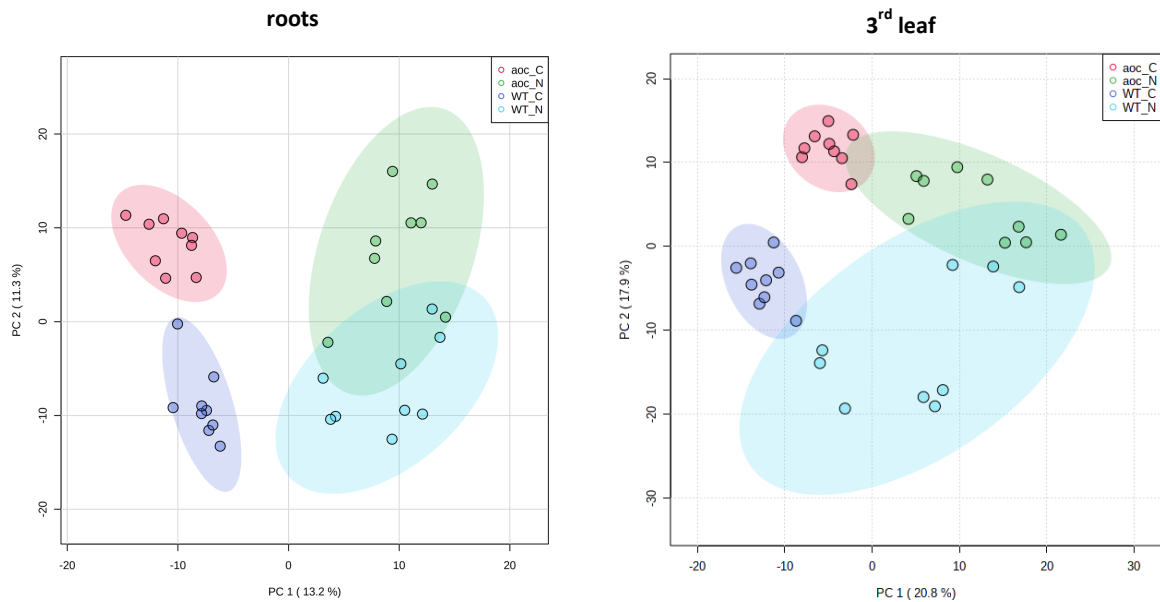 roots
aoc_C
aoc_N
WT_C
WT_N
PC 2 ( 11.3 %)
20
10
0
-10
-20
-20
-10
0
10
20
PC 1 ( 13.2 %)
3rd leaf
aoc_C
aoc_N
WT_C
WT_N
PC 2 ( 17.9 %)
20
10
0
-10
-20
-30
-20
-10
0
10
20
30
PC 1 ( 20.8 %)